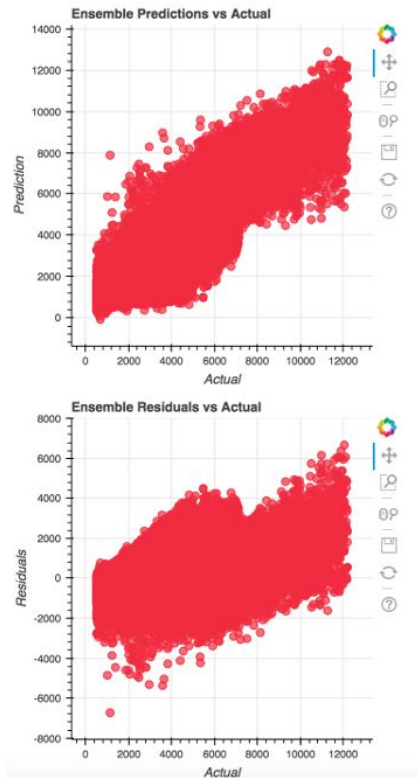 Ensemble Predictions vs Actual
14000
12000
10000
8000
6000
4000
2000
0
Prediction
0 2000 4000 6000 8000 10000 12000
Actual
Ensemble Residuals vs Actual
8000
6000
4000
2000
0
-2000
-4000
-6000
-8000
Residuals
0 2000 4000 6000 8000 10000 12000
Actual